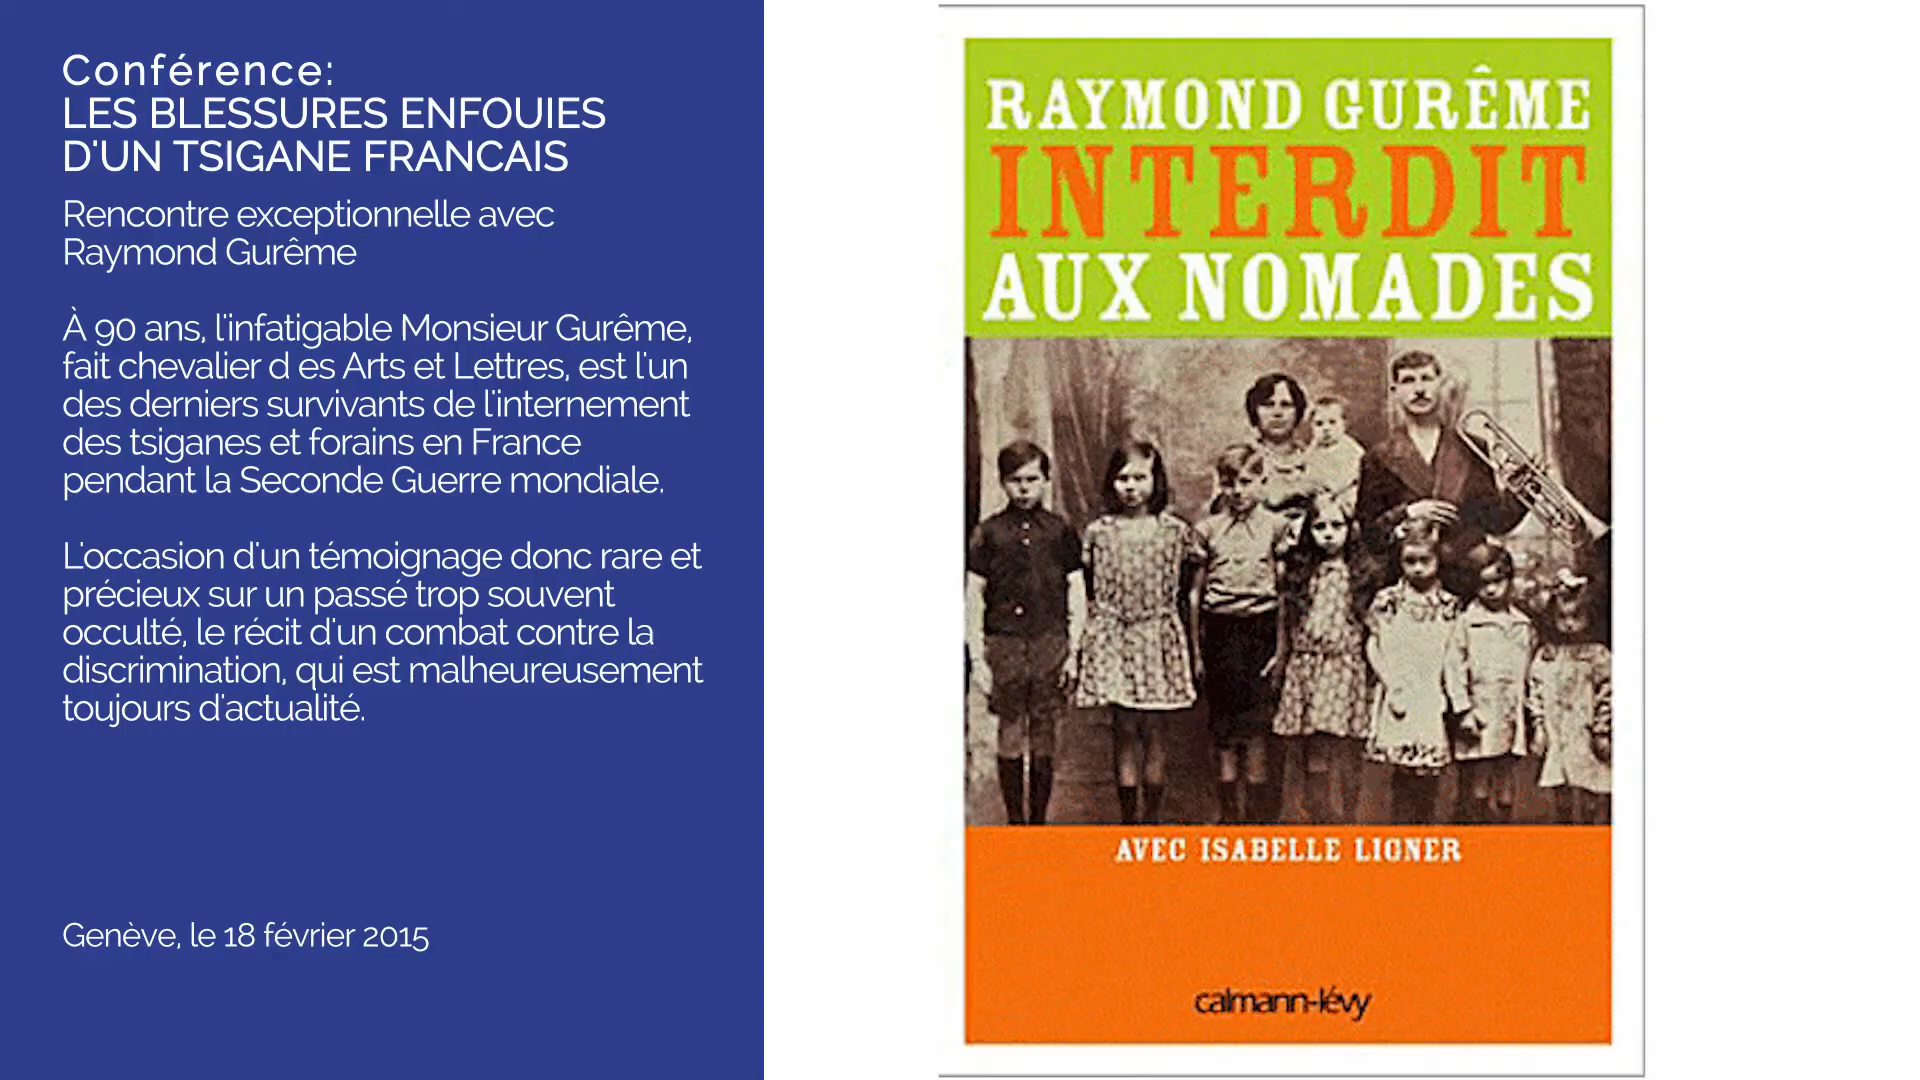 Conférence:
LES BLESSURES ENFOUIES
D'UN TSIGANE FRANCAIS
Rencontre exceptionnelle avec
Raymond Gurême
À 90 ans, l'infatigable Monsieur Gurême,
fait chevalier d es Arts et Lettres, est l'un
des derniers survivants de l'internement
des tsiganes et forains en France
pendant la Seconde Guerre mondiale.
L'occasion d'un témoignage donc rare et
précieux sur un passé trop souvent
occulté, le récit d'un combat contre la
discrimination, qui est malheureusement
toujours d'actualité.
Genève, le 18 février 2015
RAYMOND GURÊME
INTERDIT
AUX NOMADES
AVEC ISABELLE LIGNER
calmann-lévy